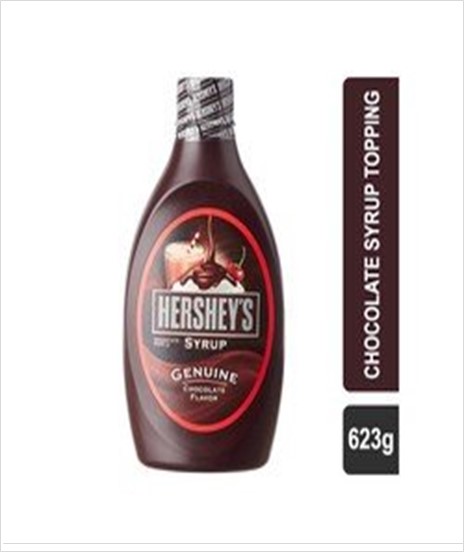 HERSHEY'S
SYRUP
GENUINE
CHOCOLATE
FLAVOR
CHOCOLATE SYRUP TOPPING
623g